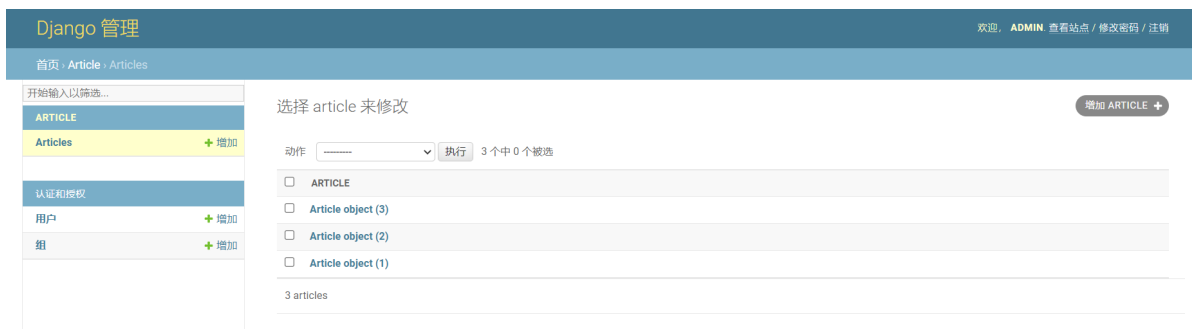 Django 管理
欢迎， ADMIN. 查看站点 / 修改密码 / 注销
首页 › Article › Articles
开始输入以筛选...
ARTICLE
Articles + 增加
认证和授权
用户 + 增加
组 + 增加
选择 article 来修改
增加 ARTICLE +
动作 --------- 执行 3 个中 0 个被选
ARTICLE
Article object (3)
Article object (2)
Article object (1)
3 articles